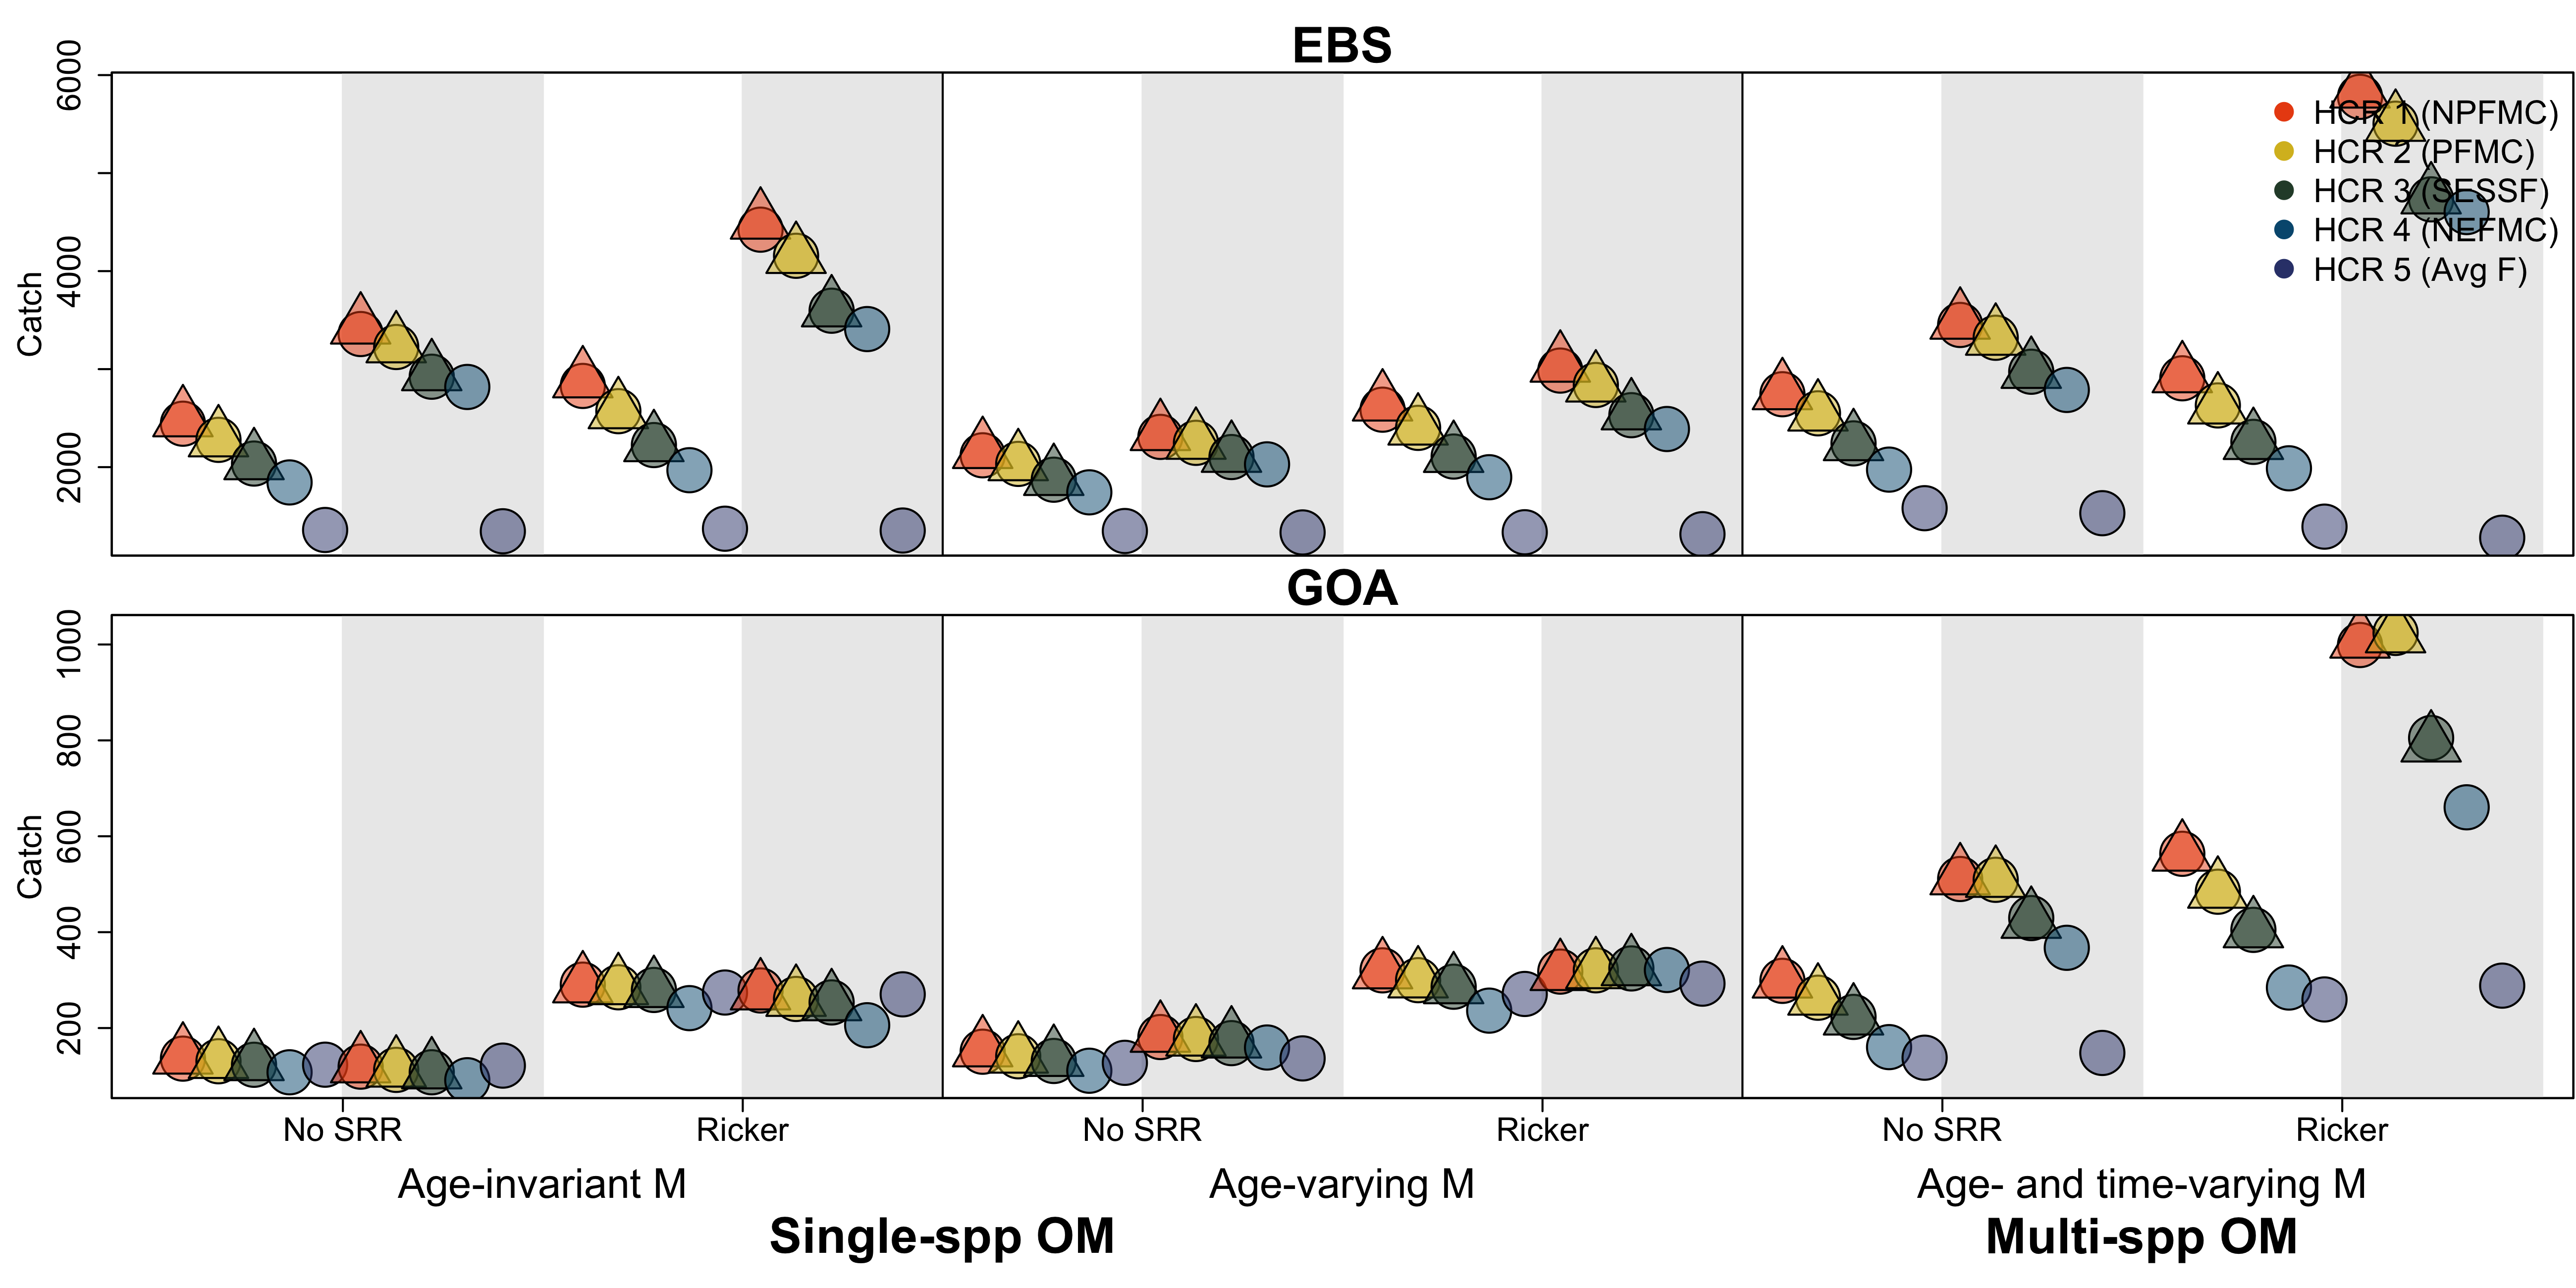 EBS
6000
4000
2000
Catch
HCR 1 (NPFMC)
HCR 2 (PFMC)
HCR 3 (SESSF)
HCR 4 (NEFMC)
HCR 5 (Avg F)
GOA
1000
800
600
400
200
Catch
No SRR Ricker No SRR Ricker No SRR Ricker
Age-invariant M Age-varying M Age- and time-varying M
Single-spp OM Multi-spp OM